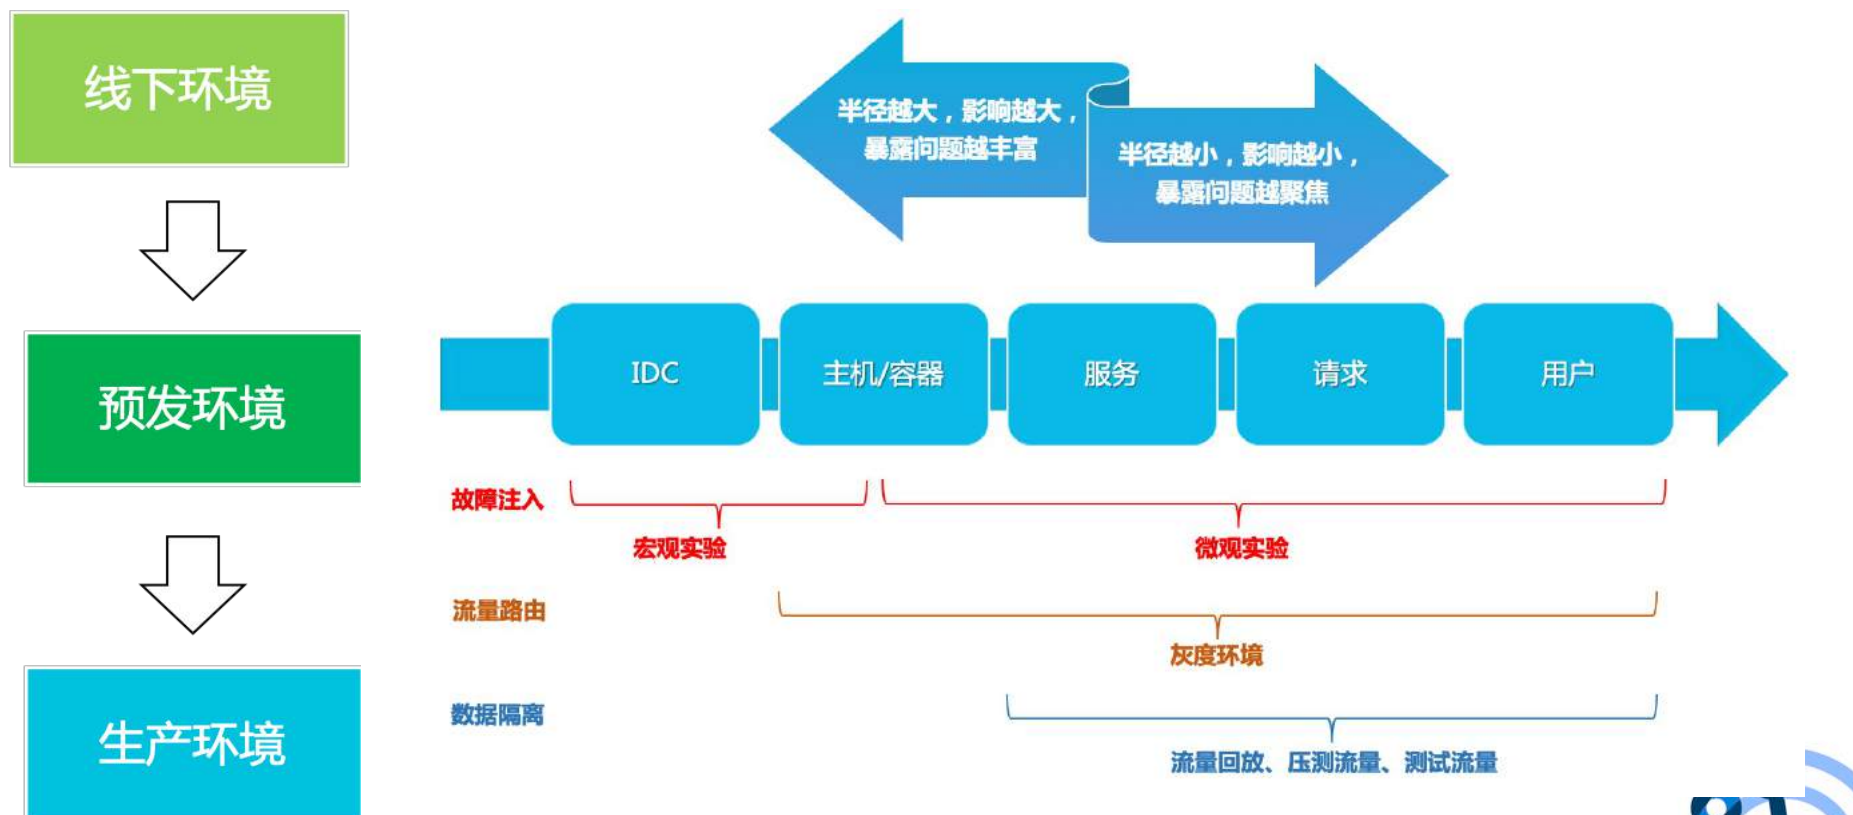 线下环境
预发环境
生产环境
半径越大，影响越大，
暴露问题越丰富
半径越小，影响越小，
暴露问题越聚焦
IDC
主机/容器
服务
请求
用户
故障注入
宏观实验
微观实验
流量路由
灰度环境
数据隔离
流量回放、压测流量、测试流量